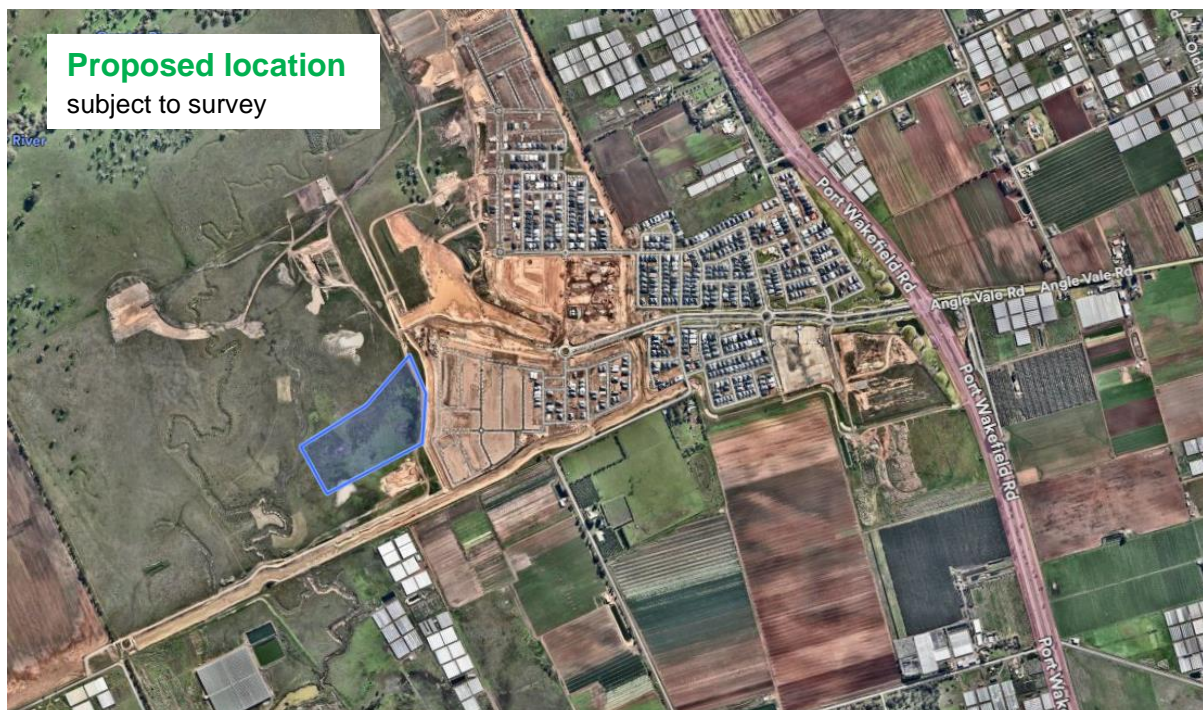 Proposed location
subject to survey
River
Port Wakefield Rd
Angle Vale Rd
Angle Vale Rd
Port Wakefield Rd
Port Wak